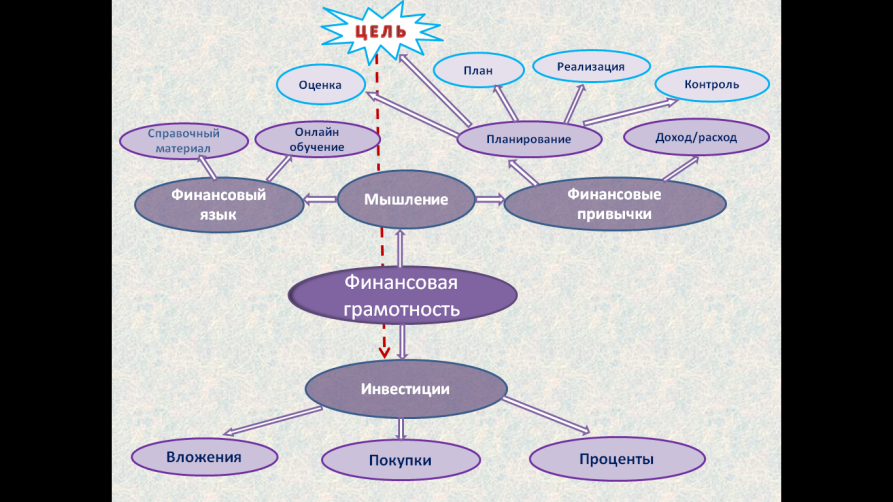 ЦЕЛЬ
Оценка
План
Реализация
Контроль
Справочный
материал
Онлайн
обучение
Планирование
Доход/расход
Финансовый
язык
Мышление
Финансовые
привычки
Финансовая
грамотность
Инвестиции
Вложения
Покупки
Проценты